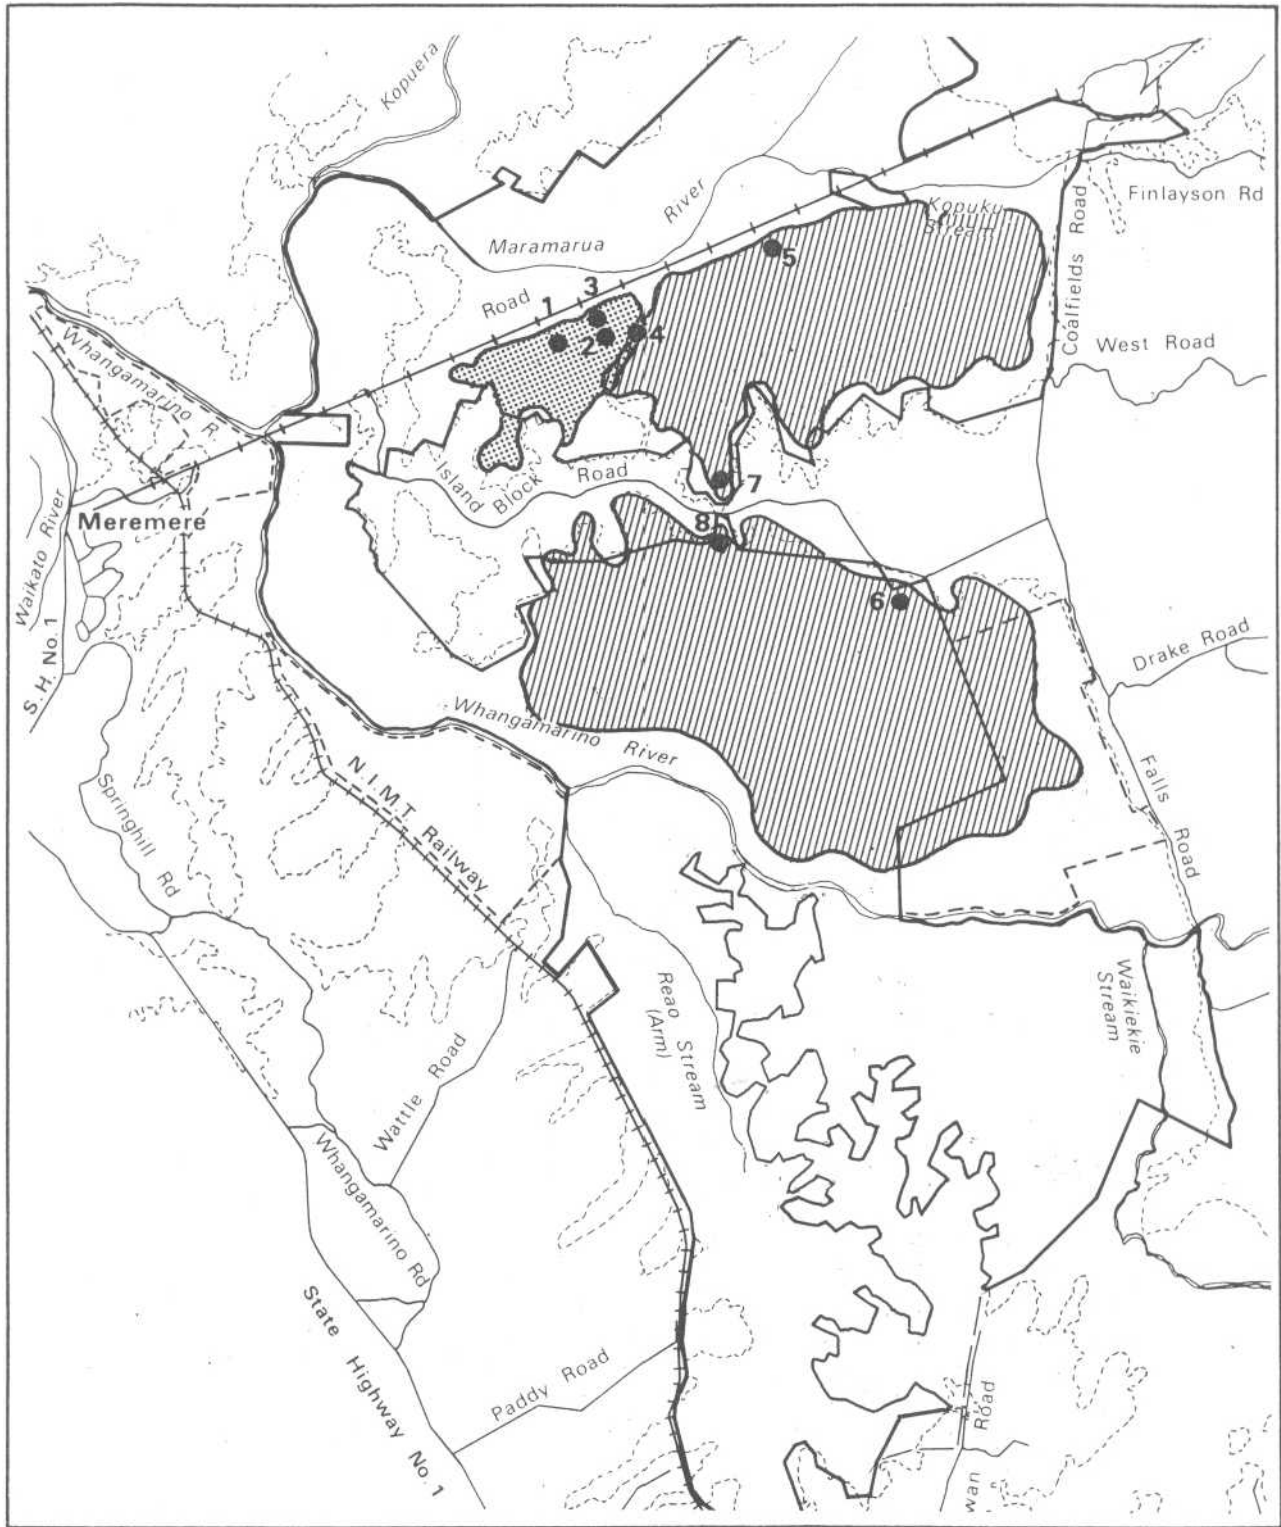 Kopuera
River
Maramarua
Kopuku
Stream
Finlayson Rd
Coalfields Road
West Road
Road
1
3
2
4
5
Whangamarino R.
Island Block Road
7
8
6
Meremere
Waikato River
S. H. No. 1
Drake Road
Falls Road
Whangamarino River
N. I. M. T. Railway
Springhill Rd
Reao Stream
(Arm)
Waikiekie
Stream
Wattle Road
Whangamarino Rd
State Highway No. 1
Paddy Road
wan Road